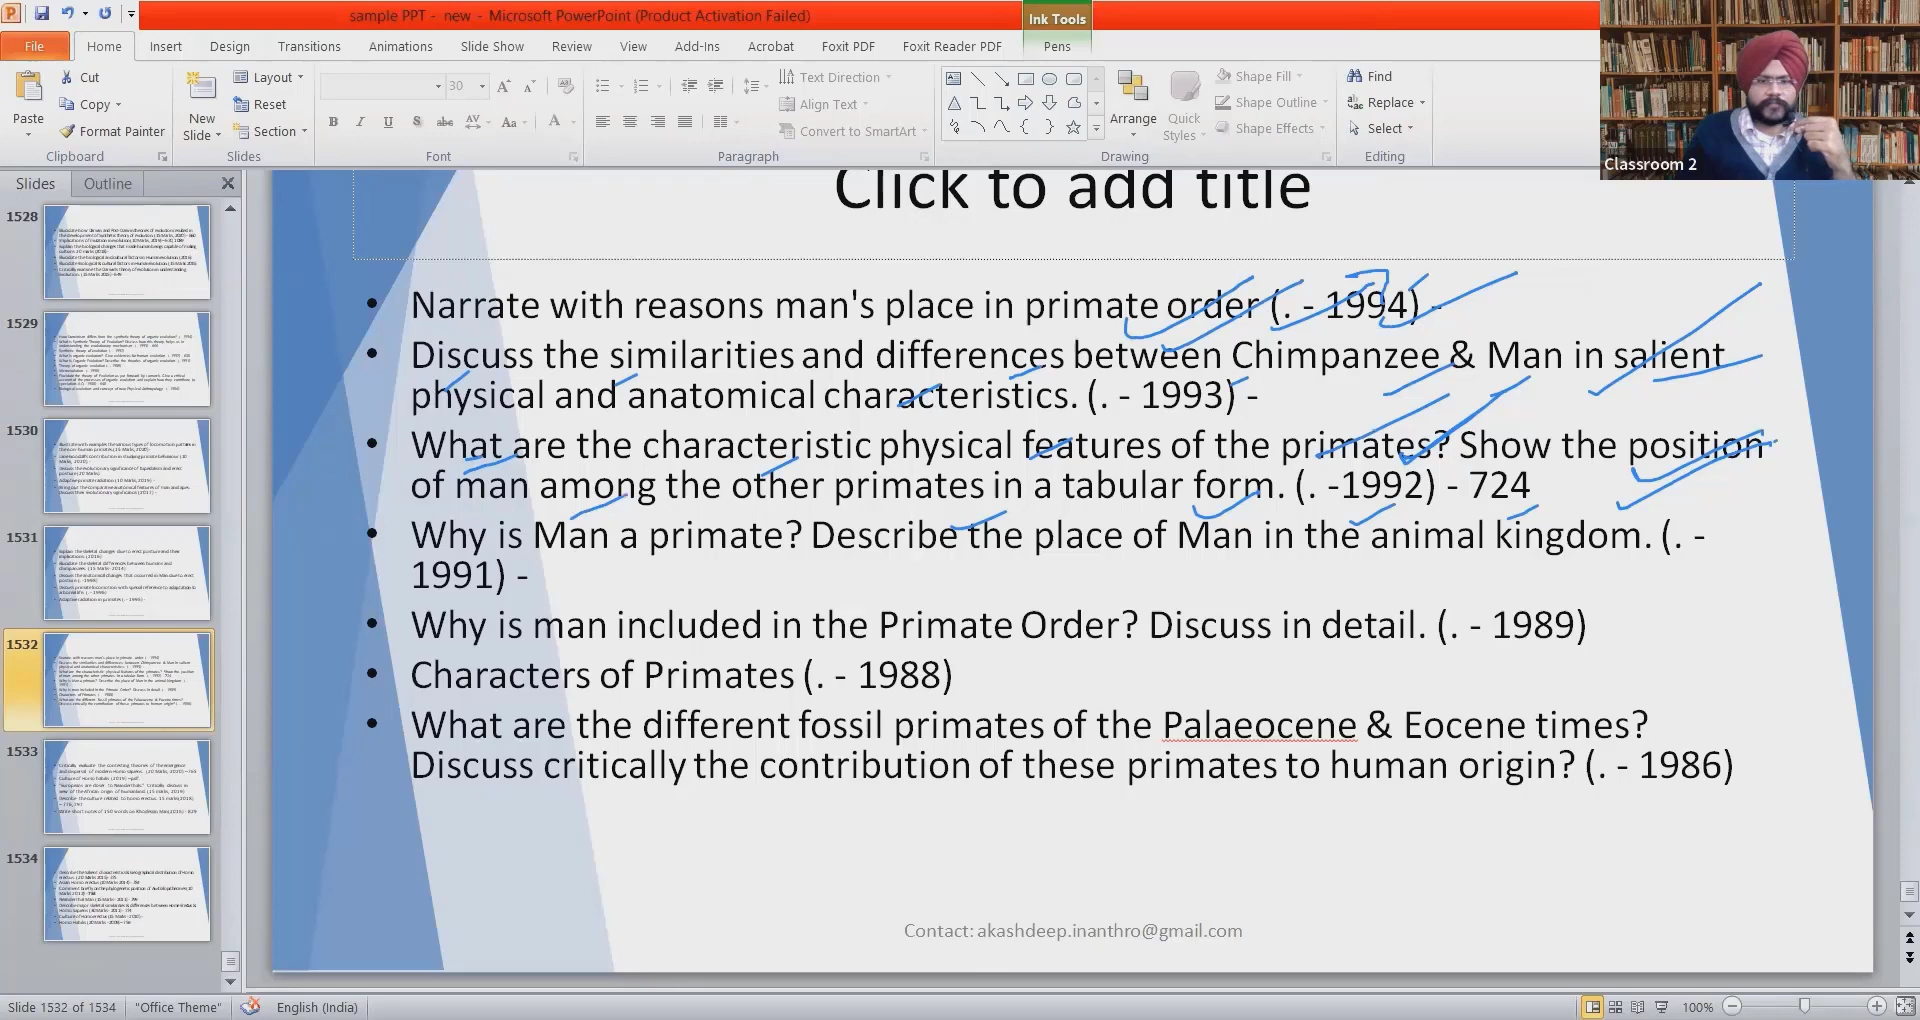 sample PPT - new - Microsoft PowerPoint (Product Activation Failed)
Ink Tools
File Home Insert Design Transitions Animations Slide Show Review View Add-Ins Acrobat Foxit PDF Foxit Reader PDF Pens
Paste
Cut
Copy
Format Painter
Clipboard
New
Slide
Layout
Reset
Section
Slides
30
Font
Text Direction
Align Text
Convert to SmartArt
Paragraph
Arrange
Quick
Styles
Shape Fill
Shape Outline
Shape Effects
Drawing
Find
Replace
Select
Editing
Classroom 2
Slides Outline
1528
1529
1530
1531
1532
1533
1534
Click to add title
• Narrate with reasons man's place in primate order (. - 1994) -
• Discuss the similarities and differences between Chimpanzee & Man in salient
physical and anatomical characteristics. (. - 1993) -
• What are the characteristic physical features of the primates? Show the position
of man among the other primates in a tabular form. (. -1992) - 724
• Why is Man a primate? Describe the place of Man in the animal kingdom. (. -
1991) -
• Why is man included in the Primate Order? Discuss in detail. (. - 1989)
• Characters of Primates (. - 1988)
• What are the different fossil primates of the Palaeocene & Eocene times?
Discuss critically the contribution of these primates to human origin? (. - 1986)
Contact: akashdeep.inanthro@gmail.com
Slide 1532 of 1534 "Office Theme" English (India) 100%